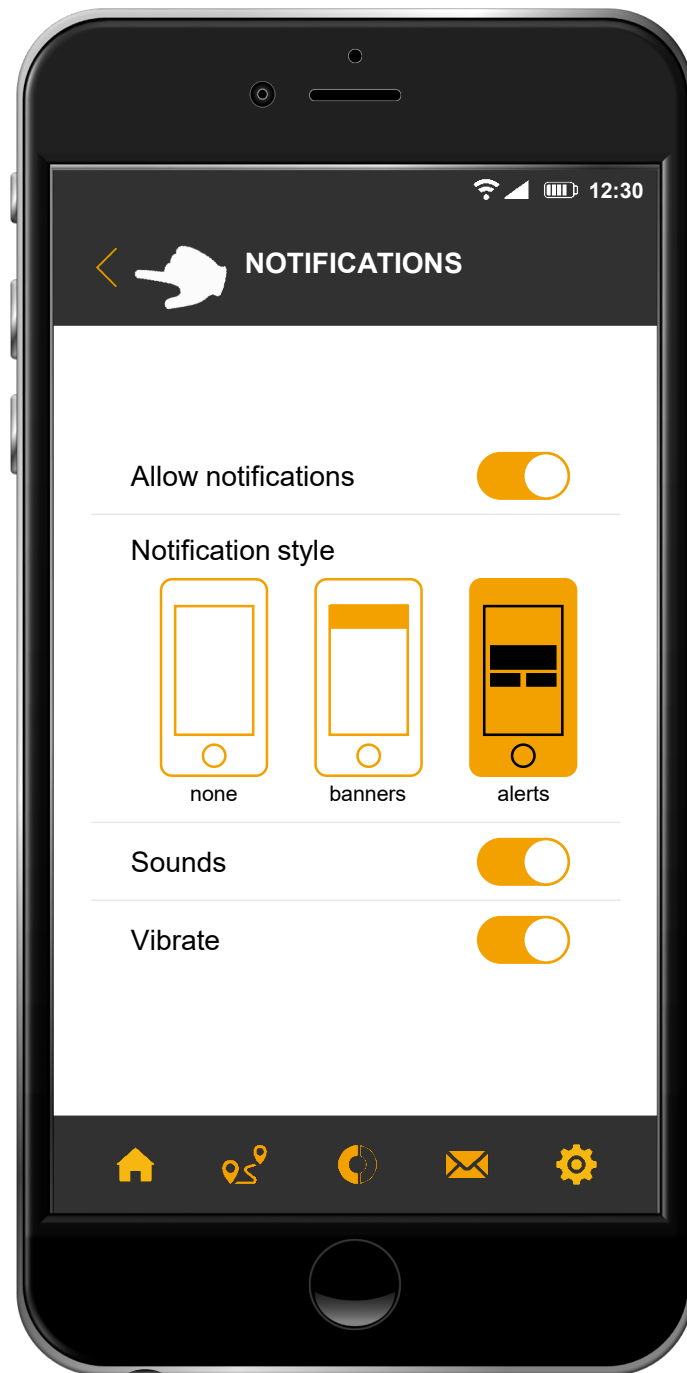 12:30
NOTIFICATIONS
Allow notifications
Notification style
none banners alerts
Sounds
Vibrate